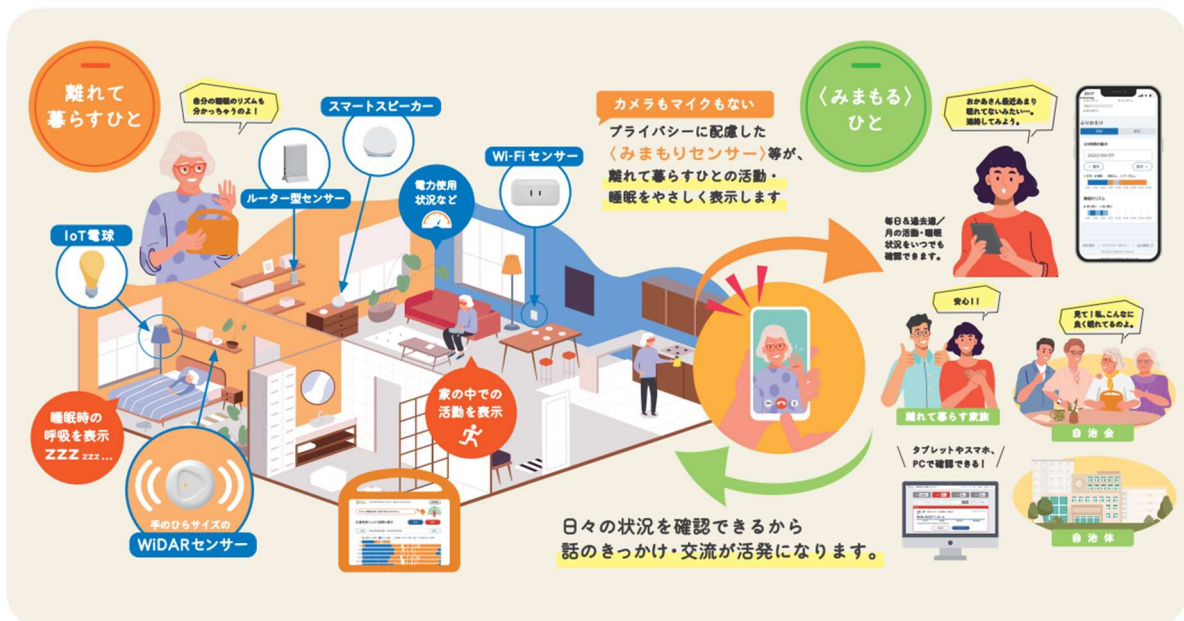 離れて
暮らすひと
自分の睡眠のリズムも
分かっちゃうのよ！
スマートスピーカー
ルーター型センサー
電力使用
状況など
Wi-Fiセンサー
IoT電球
睡眠時の
呼吸を表示
ZZZ zzz...
手のひらサイズの
WiDARセンサー
家の中での
活動を表示
カメラもマイクもない
プライバシーに配慮した
〈みまもりセンサー〉等が、
離れて暮らすひとの活動・
睡眠をやさしく表示します
〈みまもる〉
ひと
おかあさん最近あまり
眠れてないみたい…。
連絡してみよう。
毎日&過去週／
月の活動・睡眠
状況をいつでも
確認できます。
20:17
ふりかえり
2022/09/07
安心！！
離れて暮らす家族
見て！私、こんなに
良く眠れてるのよ。
自治会
タブレットやスマホ、
PCで確認できる！
自治体
日々の状況を確認できるから
話のきっかけ・交流が活発になります。